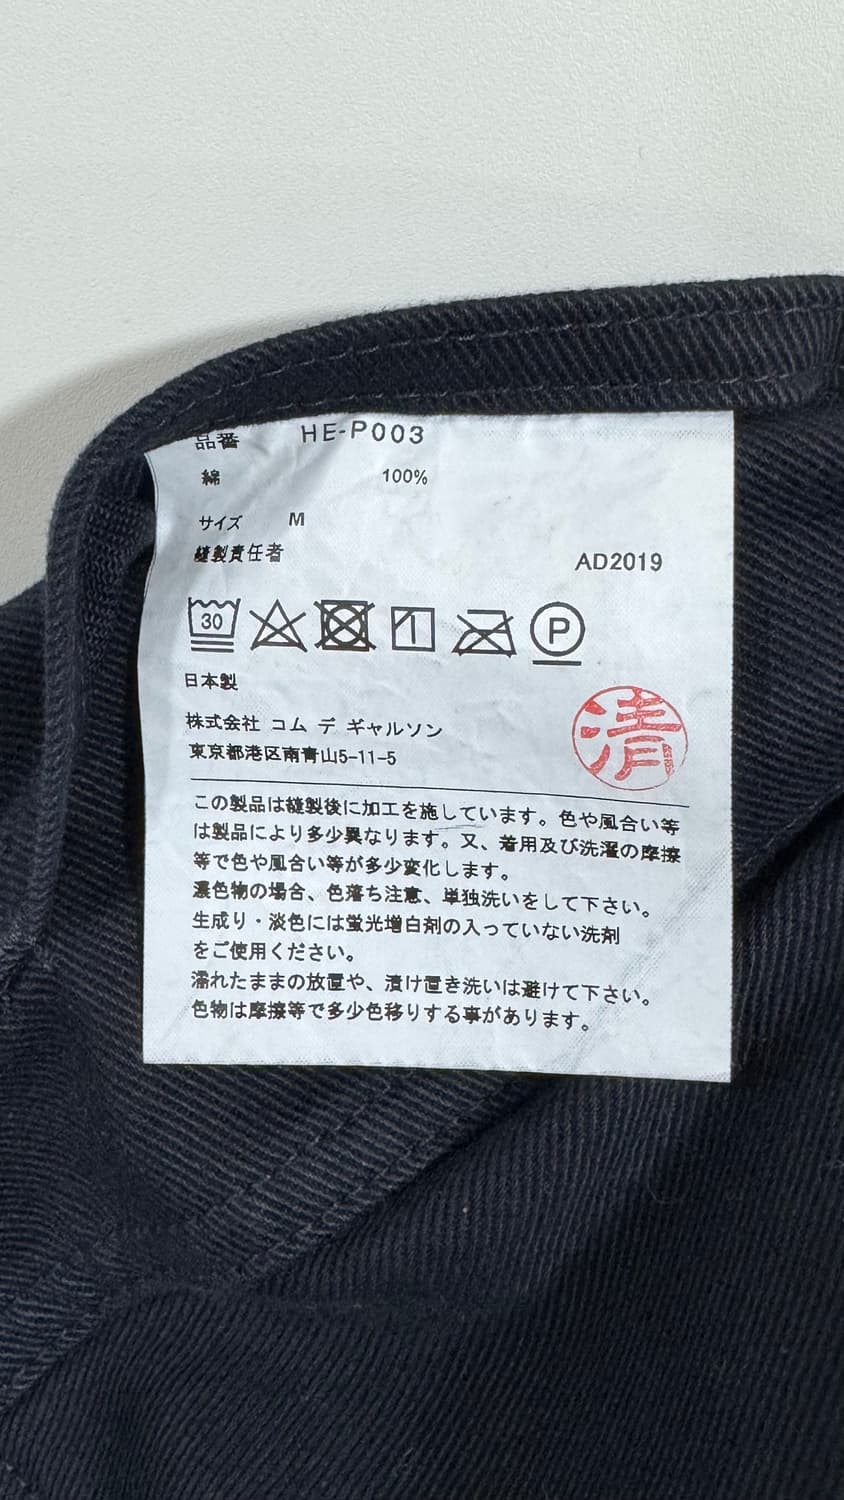 品番 HE-P003
綿 100%
サイズ M
縫製責任者 AD2019
30 P
日本製
清
株式会社 コム デ ギャルソン
東京都港区南青山5-11-5
この製品は縫製後に加工を施しています。色や風合い等
は製品により多少異なります。又、着用及び洗濯の摩擦
等で色や風合い等が多少変化します。
濃色物の場合、色落ち注意、単独洗いをして下さい。
生成り・淡色には蛍光増白剤の入っていない洗剤
をご使用ください。
濡れたままの放置や、漬け置き洗いは避けて下さい。
色物は摩擦等で多少色移りする事があります。